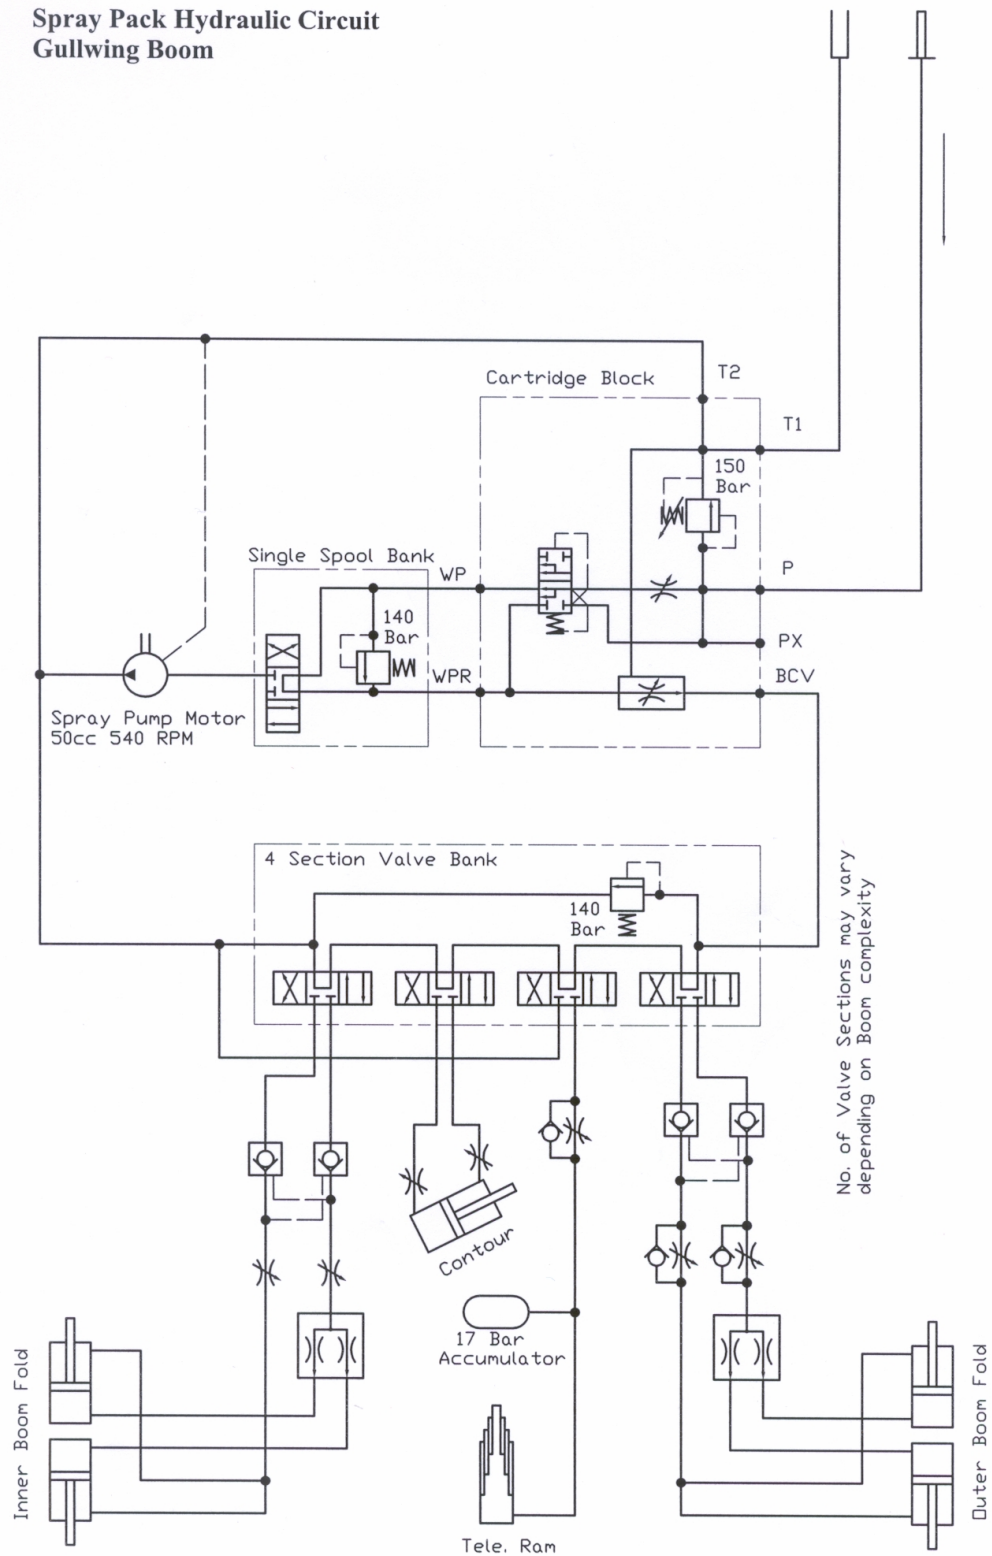 Spray Pack Hydraulic Circuit
Gullwing Boom
T2
Cartridge Block
T1
150
Bar
Single Spool Bank
WP
P
140
Bar
PX
WPR
BCV
Spray Pump Motor
50cc 540 RPM
4 Section Valve Bank
140
Bar
No. of Valve Sections may vary
depending on Boom complexity
Contour
17 Bar
Accumulator
Inner Boom Fold
Outer Boom Fold
Tele. Ram